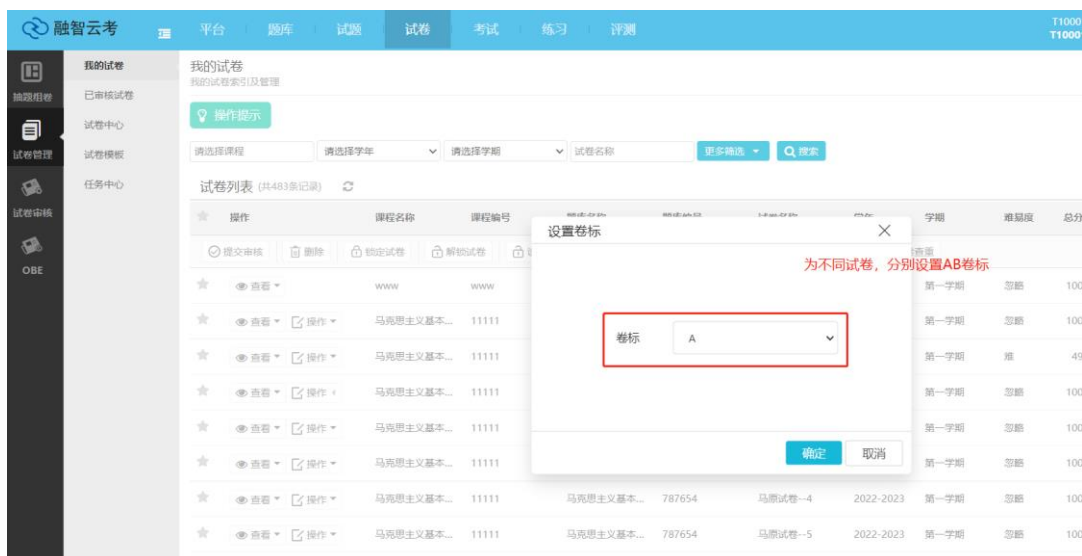 融智云考
平台 题库 试题 试卷 考试 练习 评测
T1000
T1000
抽题组卷
试卷管理
试卷审核
OBE
我的试卷
已审核试卷
试卷中心
试卷模板
任务中心
我的试卷
我的试卷索引及管理
操作提示
请选择课程 请选择学年 请选择学期 试卷名称 更多筛选 搜索
试卷列表 (共483条记录)
操作 课程名称 课程编号 学期 难易度 总分
提交审核 删除 锁定试卷 解锁试卷 查重
设置卷标
为不同试卷，分别设置AB卷标
卷标 A
确定 取消
查看 www www 第一学期 忽略 100
查看 操作 马克思主义基本... 11111 第一学期 忽略 100
查看 操作 马克思主义基本... 11111 第一学期 难 49
查看 操作 马克思主义基本... 11111 第一学期 忽略 100
查看 操作 马克思主义基本... 11111 第一学期 忽略 100
查看 操作 马克思主义基本... 11111 第一学期 忽略 100
查看 操作 马克思主义基本... 11111 马克思主义基本... 787654 马原试卷--4 2022-2023 第一学期 忽略 100
查看 操作 马克思主义基本... 11111 马克思主义基本... 787654 马原试卷--5 2022-2023 第一学期 忽略 100